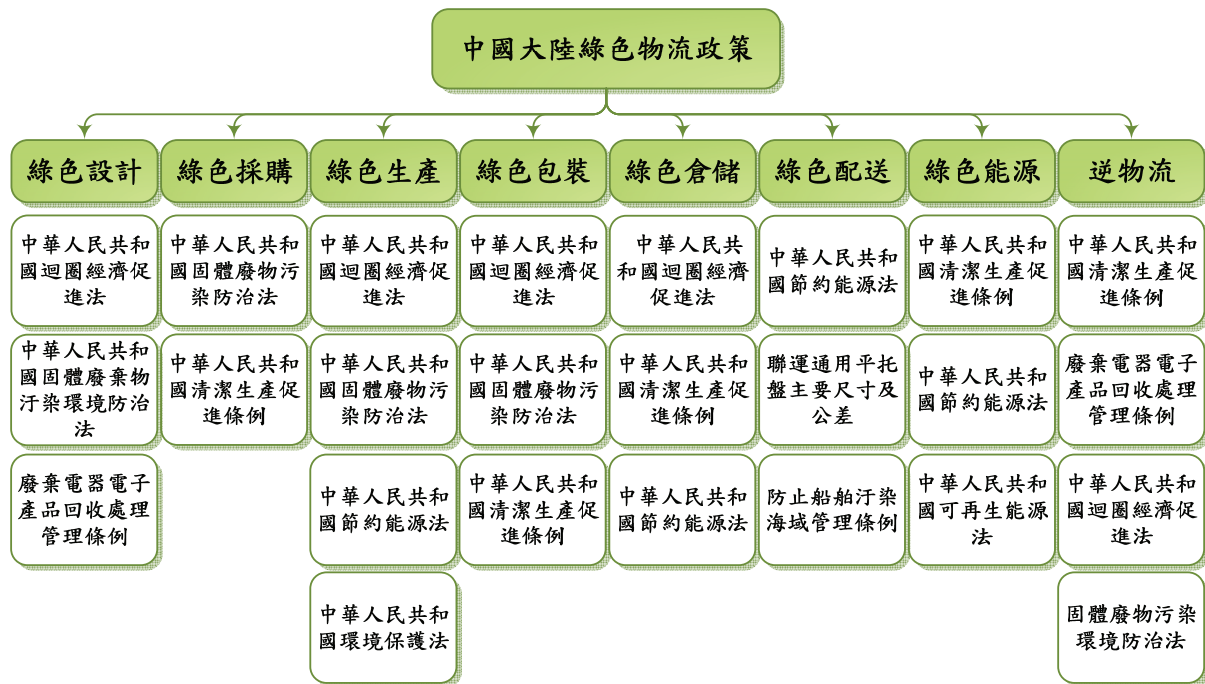 中國大陸綠色物流政策
綠色設計
中華人民共和
國迴圈經濟促
進法
中華人民共和
國固體廢棄物
汙染環境防治
法
廢棄電器電子
產品回收處理
管理條例
綠色採購
中華人民共和
國固體廢物污
染防治法
中華人民共和
國清潔生產促
進條例
綠色生產
中華人民共和
國迴圈經濟促
進法
中華人民共和
國固體廢物污
染防治法
中華人民共和
國節約能源法
中華人民共和
國環境保護法
綠色包裝
中華人民共和
國迴圈經濟促
進法
中華人民共和
國固體廢物污
染防治法
中華人民共和
國清潔生產促
進條例
綠色倉儲
中華人民共
和國迴圈經濟
促進法
中華人民共和
國清潔生產促
進條例
中華人民共和
國節約能源法
綠色配送
中華人民共和
國節約能源法
聯運通用平托
盤主要尺寸及
公差
防止船舶汙染
海域管理條例
綠色能源
中華人民共和
國清潔生產促
進條例
中華人民共和
國節約能源法
中華人民共和
國可再生能源
法
逆物流
中華人民共和
國清潔生產促
進條例
廢棄電器電子
產品回收處理
管理條例
中華人民共和
國迴圈經濟促
進法
固體廢物污染
環境防治法